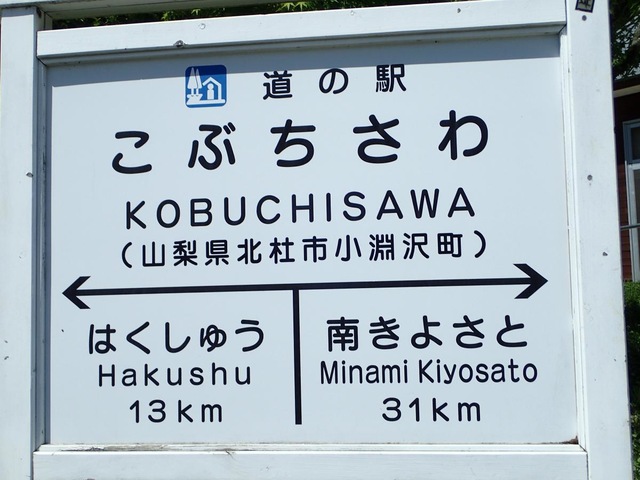 道の駅
こぶちさわ
KOBUCHISAWA
(山梨県北杜市小淵沢町)
はくしゅう
Hakushu
13km
南きよさと
Minami Kiyosato
31km